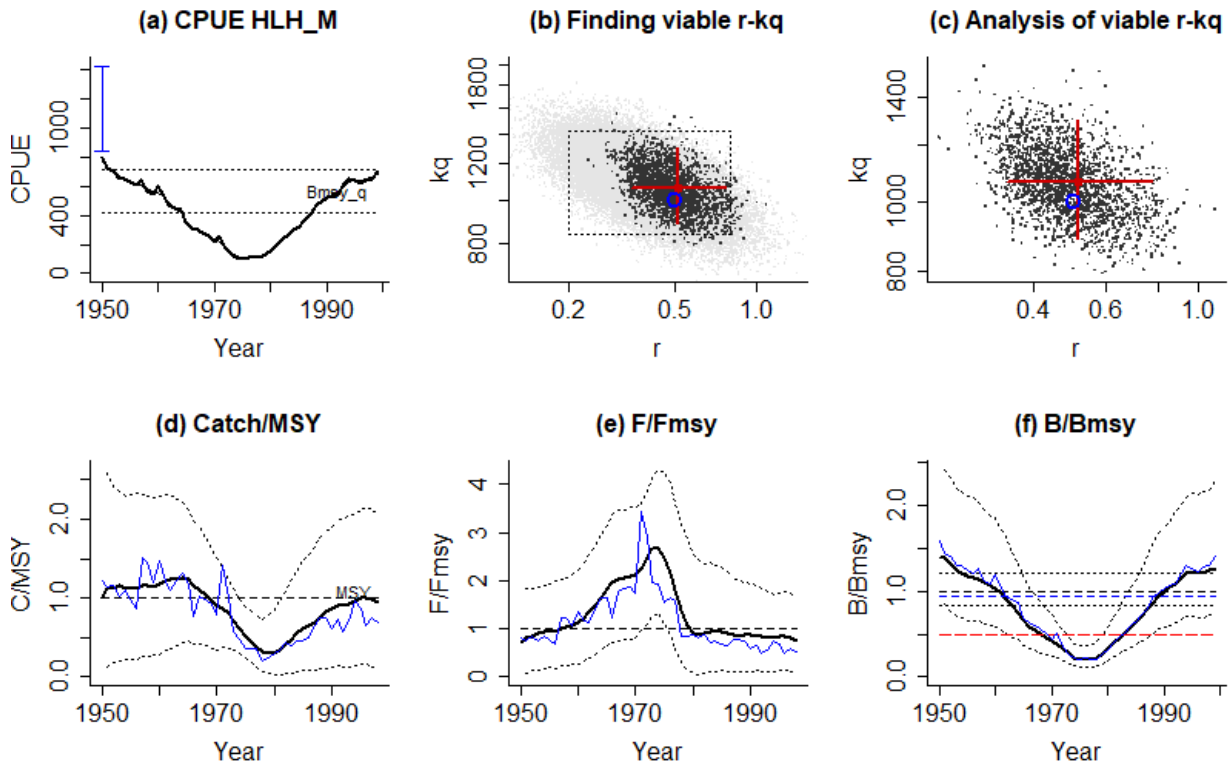 (a) CPUE HLH_M
(b) Finding viable r-kq
(c) Analysis of viable r-kq
CPUE
0 400 1000
Bmsy_q
1950 1970 1990
Year
kq
800 1200 1800
0.2 0.5 1.0
r
kq
800 1000 1400
0.4 0.6 1.0
r
(d) Catch/MSY
(e) F/Fmsy
(f) B/Bmsy
C/MSY
0.0 1.0 2.0
MSY
1950 1970 1990
Year
F/Fmsy
0 1 2 3 4
1950 1970 1990
Year
B/Bmsy
0.0 1.0 2.0
1950 1970 1990
Year